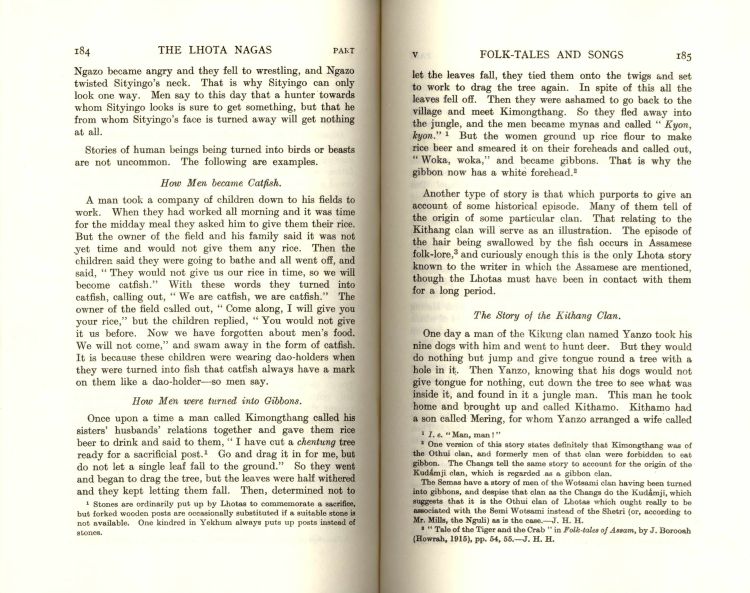 184 THE LHOTA NAGAS PART
Ngazo became angry and they fell to wrestling, and Ngazo
twisted Sityingo's neck. That is why Sityingo can only
look one way. Men say to this day that a hunter towards
whom Sityingo looks is sure to get something, but that he
from whom Sityingo's face is turned away will get nothing
at all.
Stories of human beings being turned into birds or beasts
are not uncommon. The following are examples.
How Men became Catfish.
A man took a company of children down to his fields to
work. When they had worked all morning and it was time
for the midday meal they asked him to give them their rice.
But the owner of the field and his family said it was not
yet time and would not give them any rice. Then the
children said they were going to bathe and all went off, and
said, " They would not give us our rice in time, so we will
become catfish." With these words they turned into
catfish, calling out, " We are catfish, we are catfish." The
owner of the field called out, " Come along, I will give you
your rice," but the children replied, " You would not give
it us before. Now we have forgotten about men's food.
We will not come," and swam away in the form of catfish.
It is because these children were wearing dao-holders when
they were turned into fish that catfish always have a mark
on them like a dao-holder—so men say.
How Men were turned into Gibbons.
Once upon a time a man called Kimongthang called his
sisters' husbands' relations together and gave them rice
beer to drink and said to them, " I have cut a chentung tree
ready for a sacrificial post.¹ Go and drag it in for me, but
do not let a single leaf fall to the ground." So they went
and began to drag the tree, but the leaves were half withered
and they kept letting them fall. Then, determined not to
¹ Stones are ordinarily put up by Lhotas to commemorate a sacrifice,
but forked wooden posts are occasionally substituted if a suitable stone is
not available. One kindred in Yekhum always puts up posts instead of
stones.
V FOLK-TALES AND SONGS 185
let the leaves fall, they tied them onto the twigs and set
to work to drag the tree again. In spite of this all the
leaves fell off. Then they were ashamed to go back to the
village and meet Kimongthang. So they fled away into
the jungle, and the men became mynas and called " Kyon,
kyon." ¹ But the women ground up rice flour to make
rice beer and smeared it on their foreheads and called out,
" Woka, woka," and became gibbons. That is why the
gibbon now has a white forehead.²
Another type of story is that which purports to give an
account of some historical episode. Many of them tell of
the origin of some particular clan. That relating to the
Kithang clan will serve as an illustration. The episode of
the hair being swallowed by the fish occurs in Assamese
folk-lore,³ and curiously enough this is the only Lhota story
known to the writer in which the Assamese are mentioned,
though the Lhotas must have been in contact with them
for a long period.
The Story of the Kithang Clan.
One day a man of the Kikung clan named Yanzo took his
nine dogs with him and went to hunt deer. But they would
do nothing but jump and give tongue round a tree with a
hole in it. Then Yanzo, knowing that his dogs would not
give tongue for nothing, cut down the tree to see what was
inside it, and found in it a jungle man. This man he took
home and brought up and called Kithamo. Kithamo had
a son called Mering, for whom Yanzo arranged a wife called
¹ I. e. " Man, man ! "
² One version of this story states definitely that Kimongthang was of
the Othui clan, and formerly men of that clan were forbidden to eat
gibbon. The Changs tell the same story to account for the origin of the
Kudámji clan, which is regarded as a gibbon clan.
The Semas have a story of men of the Wotsami clan having been turned
into gibbons, and despise that clan as the Changs do the Kudámji, which
suggests that it is the Othui clan of Lhotas which ought really to be
associated with the Semi Wotsami instead of the Shetri (or, according to
Mr. Mills, the Nguli) as is the case.—J. H. H.
³ " Tale of the Tiger and the Crab " in Folk-tales of Assam, by J. Boroosh
(Howrah, 1915), pp. 54, 55.—J. H. H.